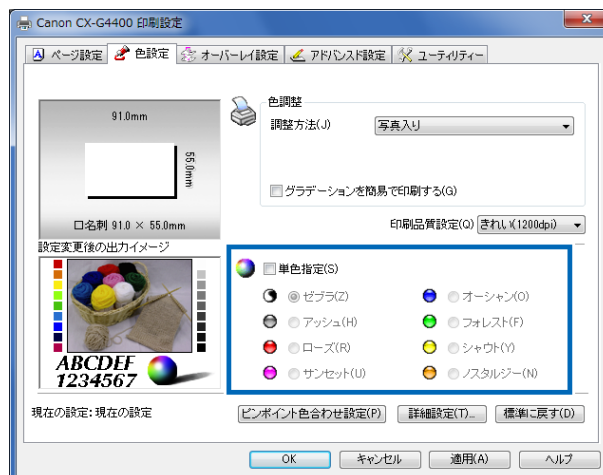 Canon CX-G4400 印刷設定
ページ設定 色設定 オーバーレイ設定 アドバンスド設定 ユーティリティー
91.0mm
55.0mm
口名刺 91.0 × 55.0mm
色調整
調整方法(J) 写真入り
グラデーションを簡易で印刷する(G)
印刷品質設定(Q) きれい(1200dpi)
設定変更後の出力イメージ
ABCDEF
1234567
単色指定(S)
ゼブラ(Z) オーシャン(O)
アッシュ(H) フォレスト(F)
ローズ(R) シャウト(Y)
サンセット(U) ノスタルジー(N)
現在の設定: 現在の設定
ピンポイント色合わせ設定(P) 詳細設定(T)... 標準に戻す(D)
OK キャンセル 適用(A) ヘルプ